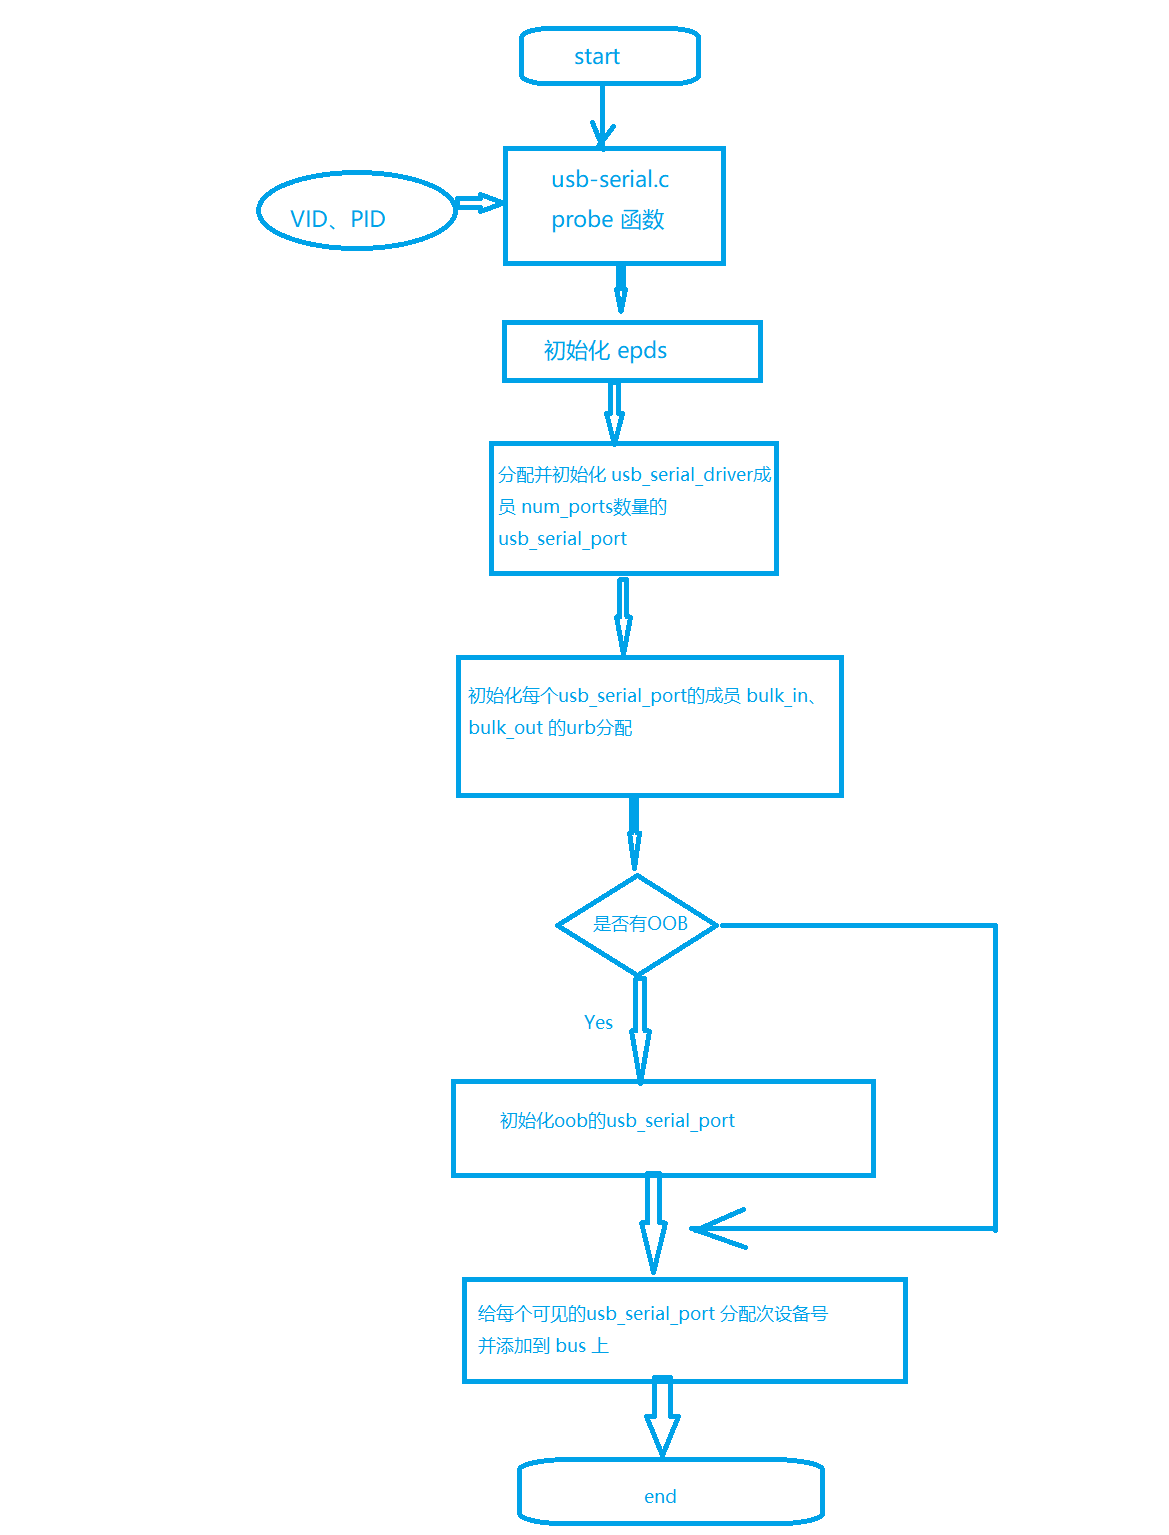 start
usb-serial.c
probe 函数
VID、PID
初始化 epds
分配并初始化 usb_serial_driver成
员 num_ports数量的
usb_serial_port
初始化每个usb_serial_port的成员 bulk_in、
bulk_out 的urb分配
是否有OOB
Yes
初始化oob的usb_serial_port
给每个可见的usb_serial_port 分配次设备号
并添加到 bus 上
end